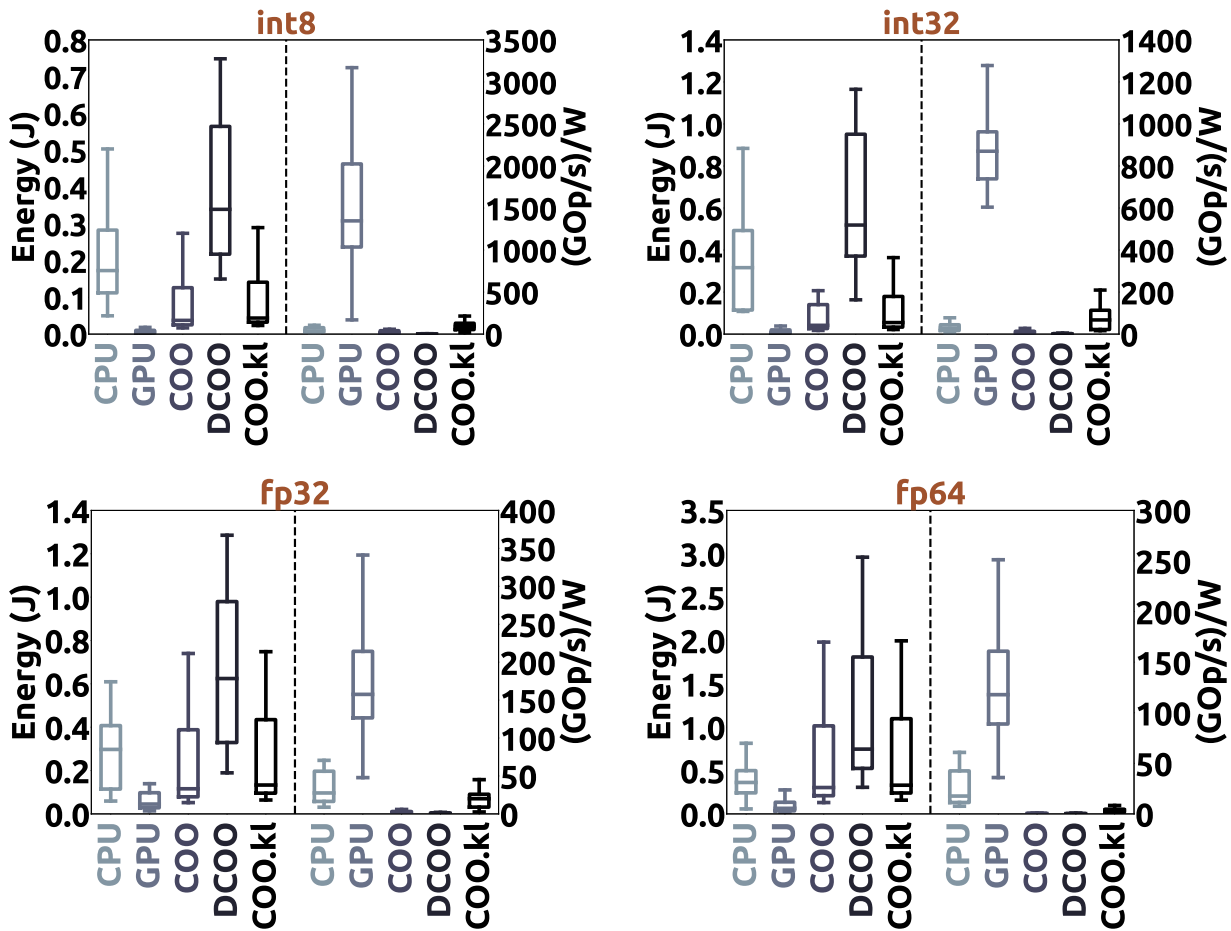 int8
0.8
0.7
0.6
0.5
0.4
0.3
0.2
0.1
0.0
Energy (J)
3500
3000
2500
2000
1500
1000
500
0
(GOp/s)/W
CPU
GPU
COO
DCOO
COO.kl
CPU
GPU
COO
DCOO
COO.kl
int32
1.4
1.2
1.0
0.8
0.6
0.4
0.2
0.0
Energy (J)
1400
1200
1000
800
600
400
200
0
(GOp/s)/W
CPU
GPU
COO
DCOO
COO.kl
CPU
GPU
COO
DCOO
COO.kl
fp32
1.4
1.2
1.0
0.8
0.6
0.4
0.2
0.0
Energy (J)
400
350
300
250
200
150
100
50
0
(GOp/s)/W
CPU
GPU
COO
DCOO
COO.kl
CPU
GPU
COO
DCOO
COO.kl
fp64
3.5
3.0
2.5
2.0
1.5
1.0
0.5
0.0
Energy (J)
300
250
200
150
100
50
0
(GOp/s)/W
CPU
GPU
COO
DCOO
COO.kl
CPU
GPU
COO
DCOO
COO.kl